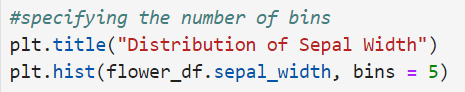 #specifying the number of bins
plt.title("Distribution of Sepal Width")
plt.hist(flower_df.sepal_width, bins = 5)